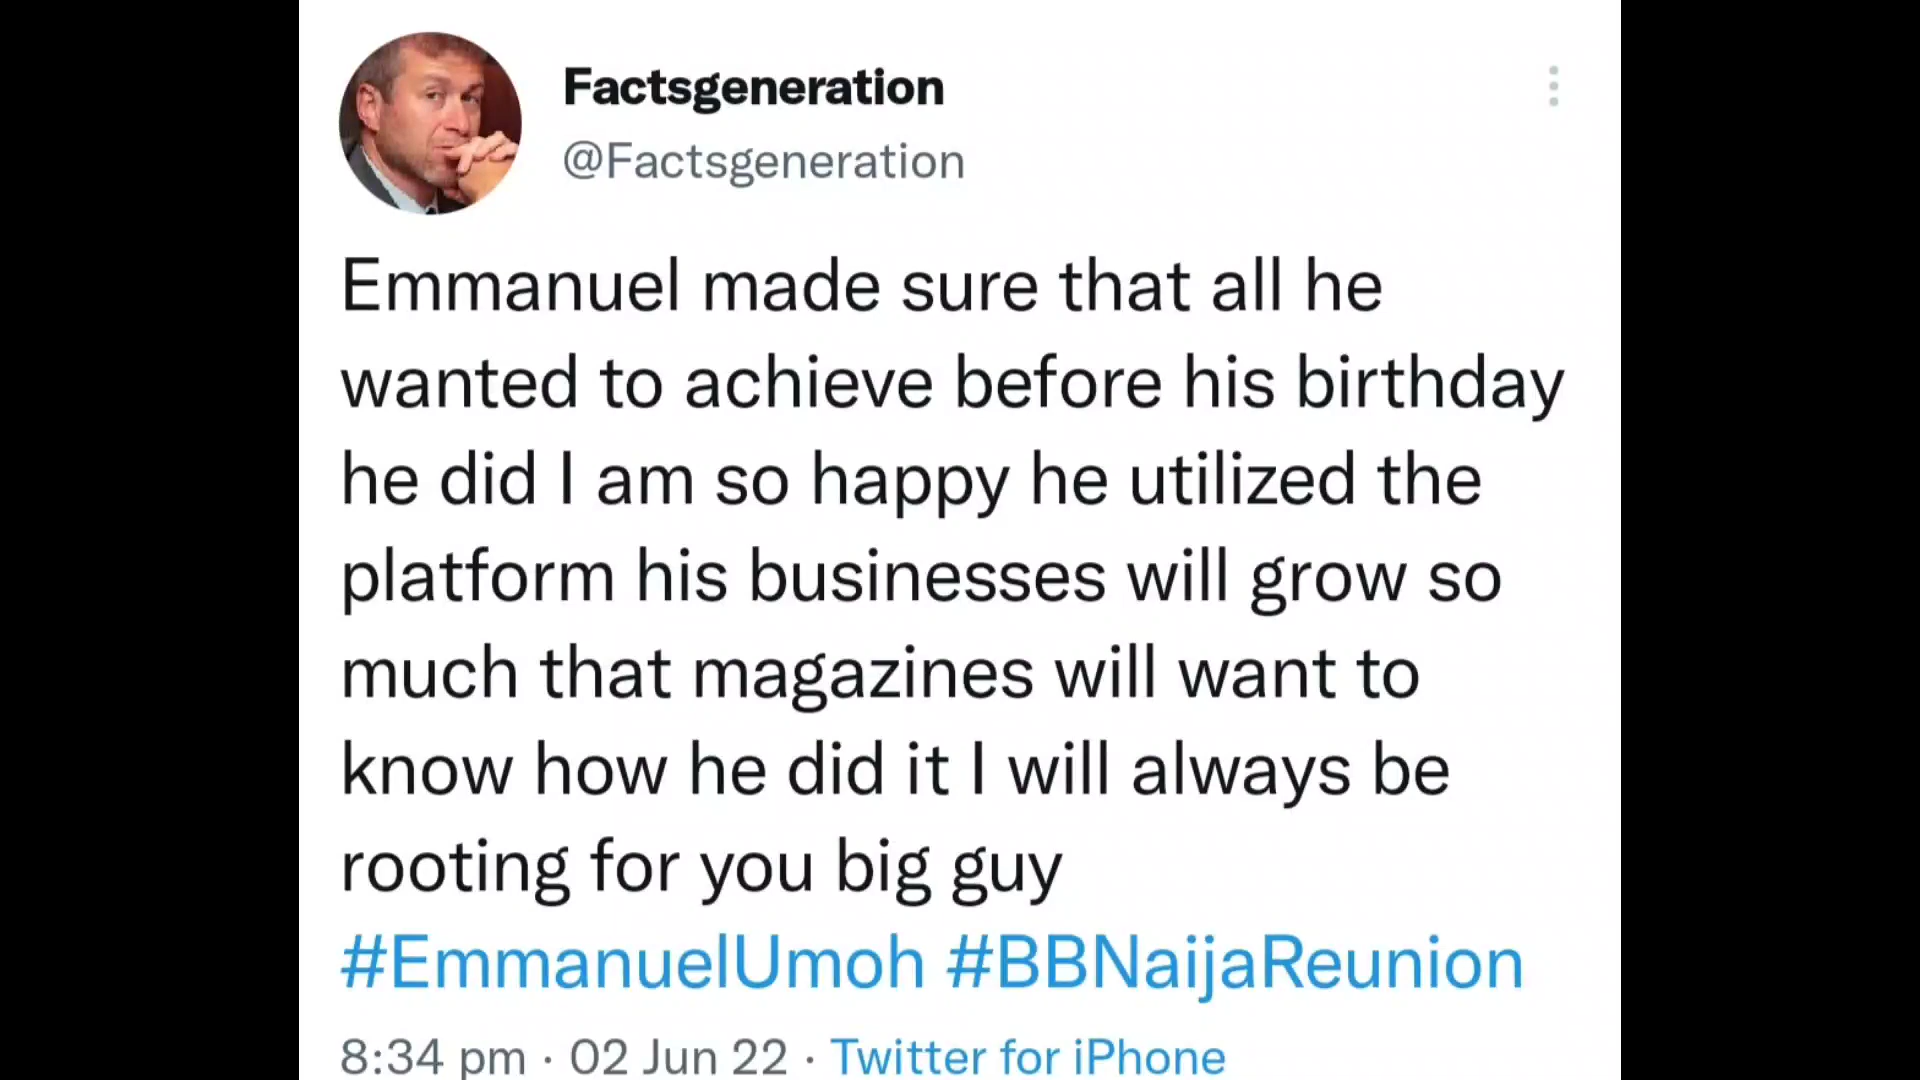 Factsgeneration
@Factsgeneration
Emmanuel made sure that all he
wanted to achieve before his birthday
he did I am so happy he utilized the
platform his businesses will grow so
much that magazines will want to
know how he did it I will always be
rooting for you big guy
#EmmanuelUmoh #BBNaijaReunion
8:34 pm · 02 Jun 22 · Twitter for iPhone